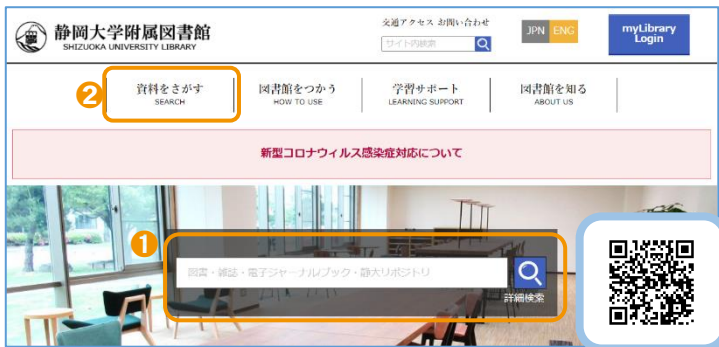 静岡大学附属図書館
SHIZUOKA UNIVERSITY LIBRARY
交通アクセス お問い合わせ
サイト内検索
JPN ENG
myLibrary
Login
❷
資料をさがす
SEARCH
図書館をつかう
HOW TO USE
学習サポート
LEARNING SUPPORT
図書館を知る
ABOUT US
新型コロナウィルス感染症対応について
❶
図書・雑誌・電子ジャーナルブック・静大リポジトリ
詳細検索